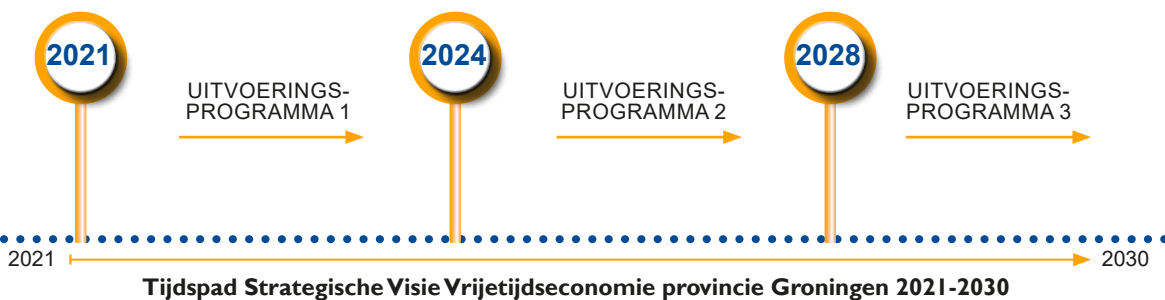 2021
2024
2028
UITVOERINGS-
PROGRAMMA 1
UITVOERINGS-
PROGRAMMA 2
UITVOERINGS-
PROGRAMMA 3
2021
2030
Tijdspad Strategische Visie Vrijetijdseconomie provincie Groningen 2021-2030